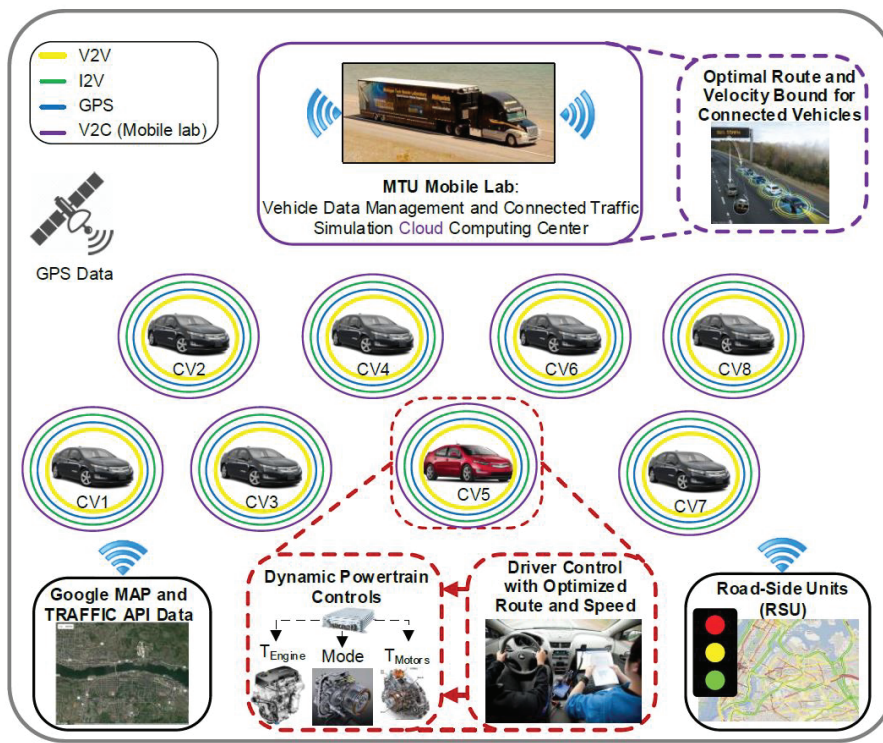 V2V
I2V
GPS
V2C (Mobile lab)
MTU Mobile Lab:
Vehicle Data Management and Connected Traffic
Simulation Cloud Computing Center
Optimal Route and
Velocity Bound for
Connected Vehicles
GPS Data
CV2
CV4
CV6
CV8
CV1
CV3
CV5
CV7
Google MAP and
TRAFFIC API Data
Dynamic Powertrain
Controls
TEngine
Mode
TMotors
Driver Control
with Optimized
Route and Speed
Road-Side Units
(RSU)